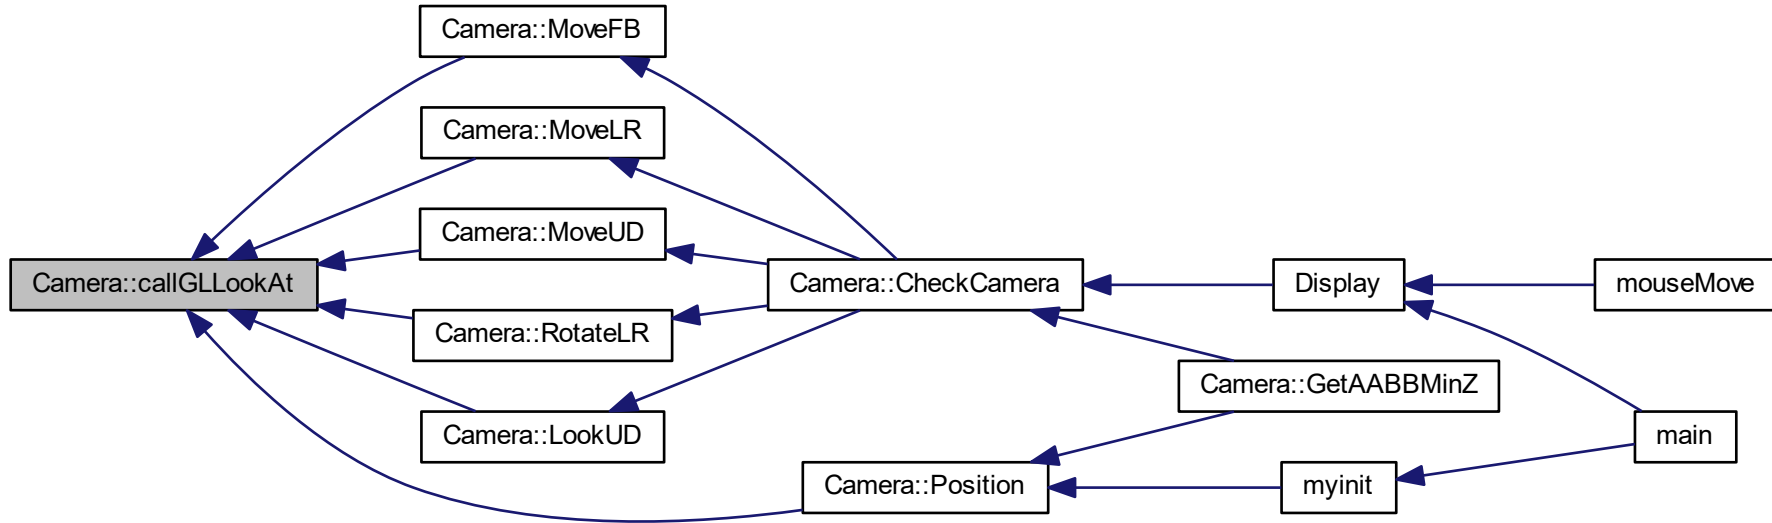 Camera::MoveFB
Camera::MoveLR
Camera::MoveUD
Camera::callGLLookAt
Camera::CheckCamera
Display
mouseMove
Camera::RotateLR
Camera::GetAABBMinZ
Camera::LookUD
main
Camera::Position
myinit